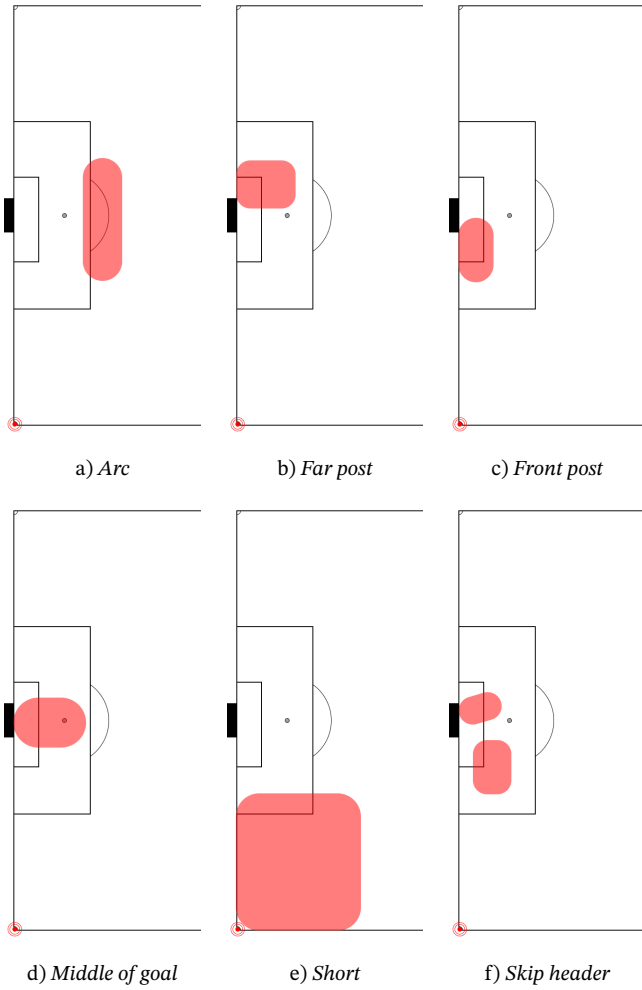 a) Arc
b) Far post
c) Front post
d) Middle of goal
e) Short
f) Skip header